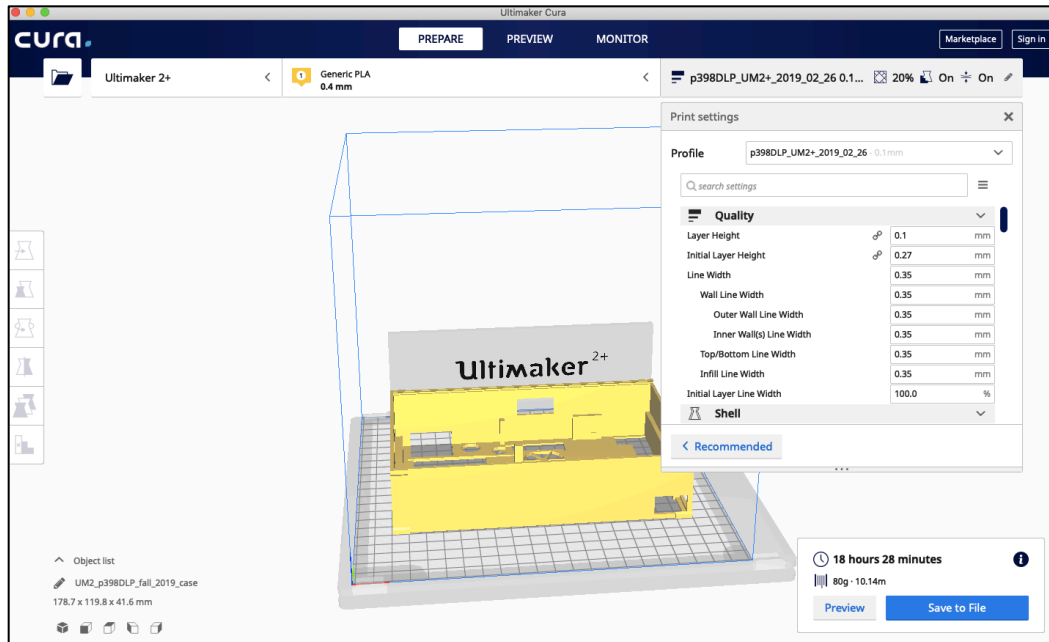 Ultimaker Cura
cura.
PREPARE PREVIEW MONITOR
Marketplace Sign in
Ultimaker 2+
1 Generic PLA
0.4 mm
p398DLP_UM2+_2019_02_26 0.1... 20% On On
Print settings
Profile p398DLP_UM2+_2019_02_26 - 0.1mm
search settings
Quality
Layer Height 0.1 mm
Initial Layer Height 0.27 mm
Line Width 0.35 mm
Wall Line Width 0.35 mm
Outer Wall Line Width 0.35 mm
Inner Wall(s) Line Width 0.35 mm
Top/Bottom Line Width 0.35 mm
Infill Line Width 0.35 mm
Initial Layer Line Width 100.0 %
Shell
Recommended
Ultimaker 2+
Object list
UM2_p398DLP_fall_2019_case
178.7 x 119.8 x 41.6 mm
18 hours 28 minutes
80g · 10.14m
Preview Save to File